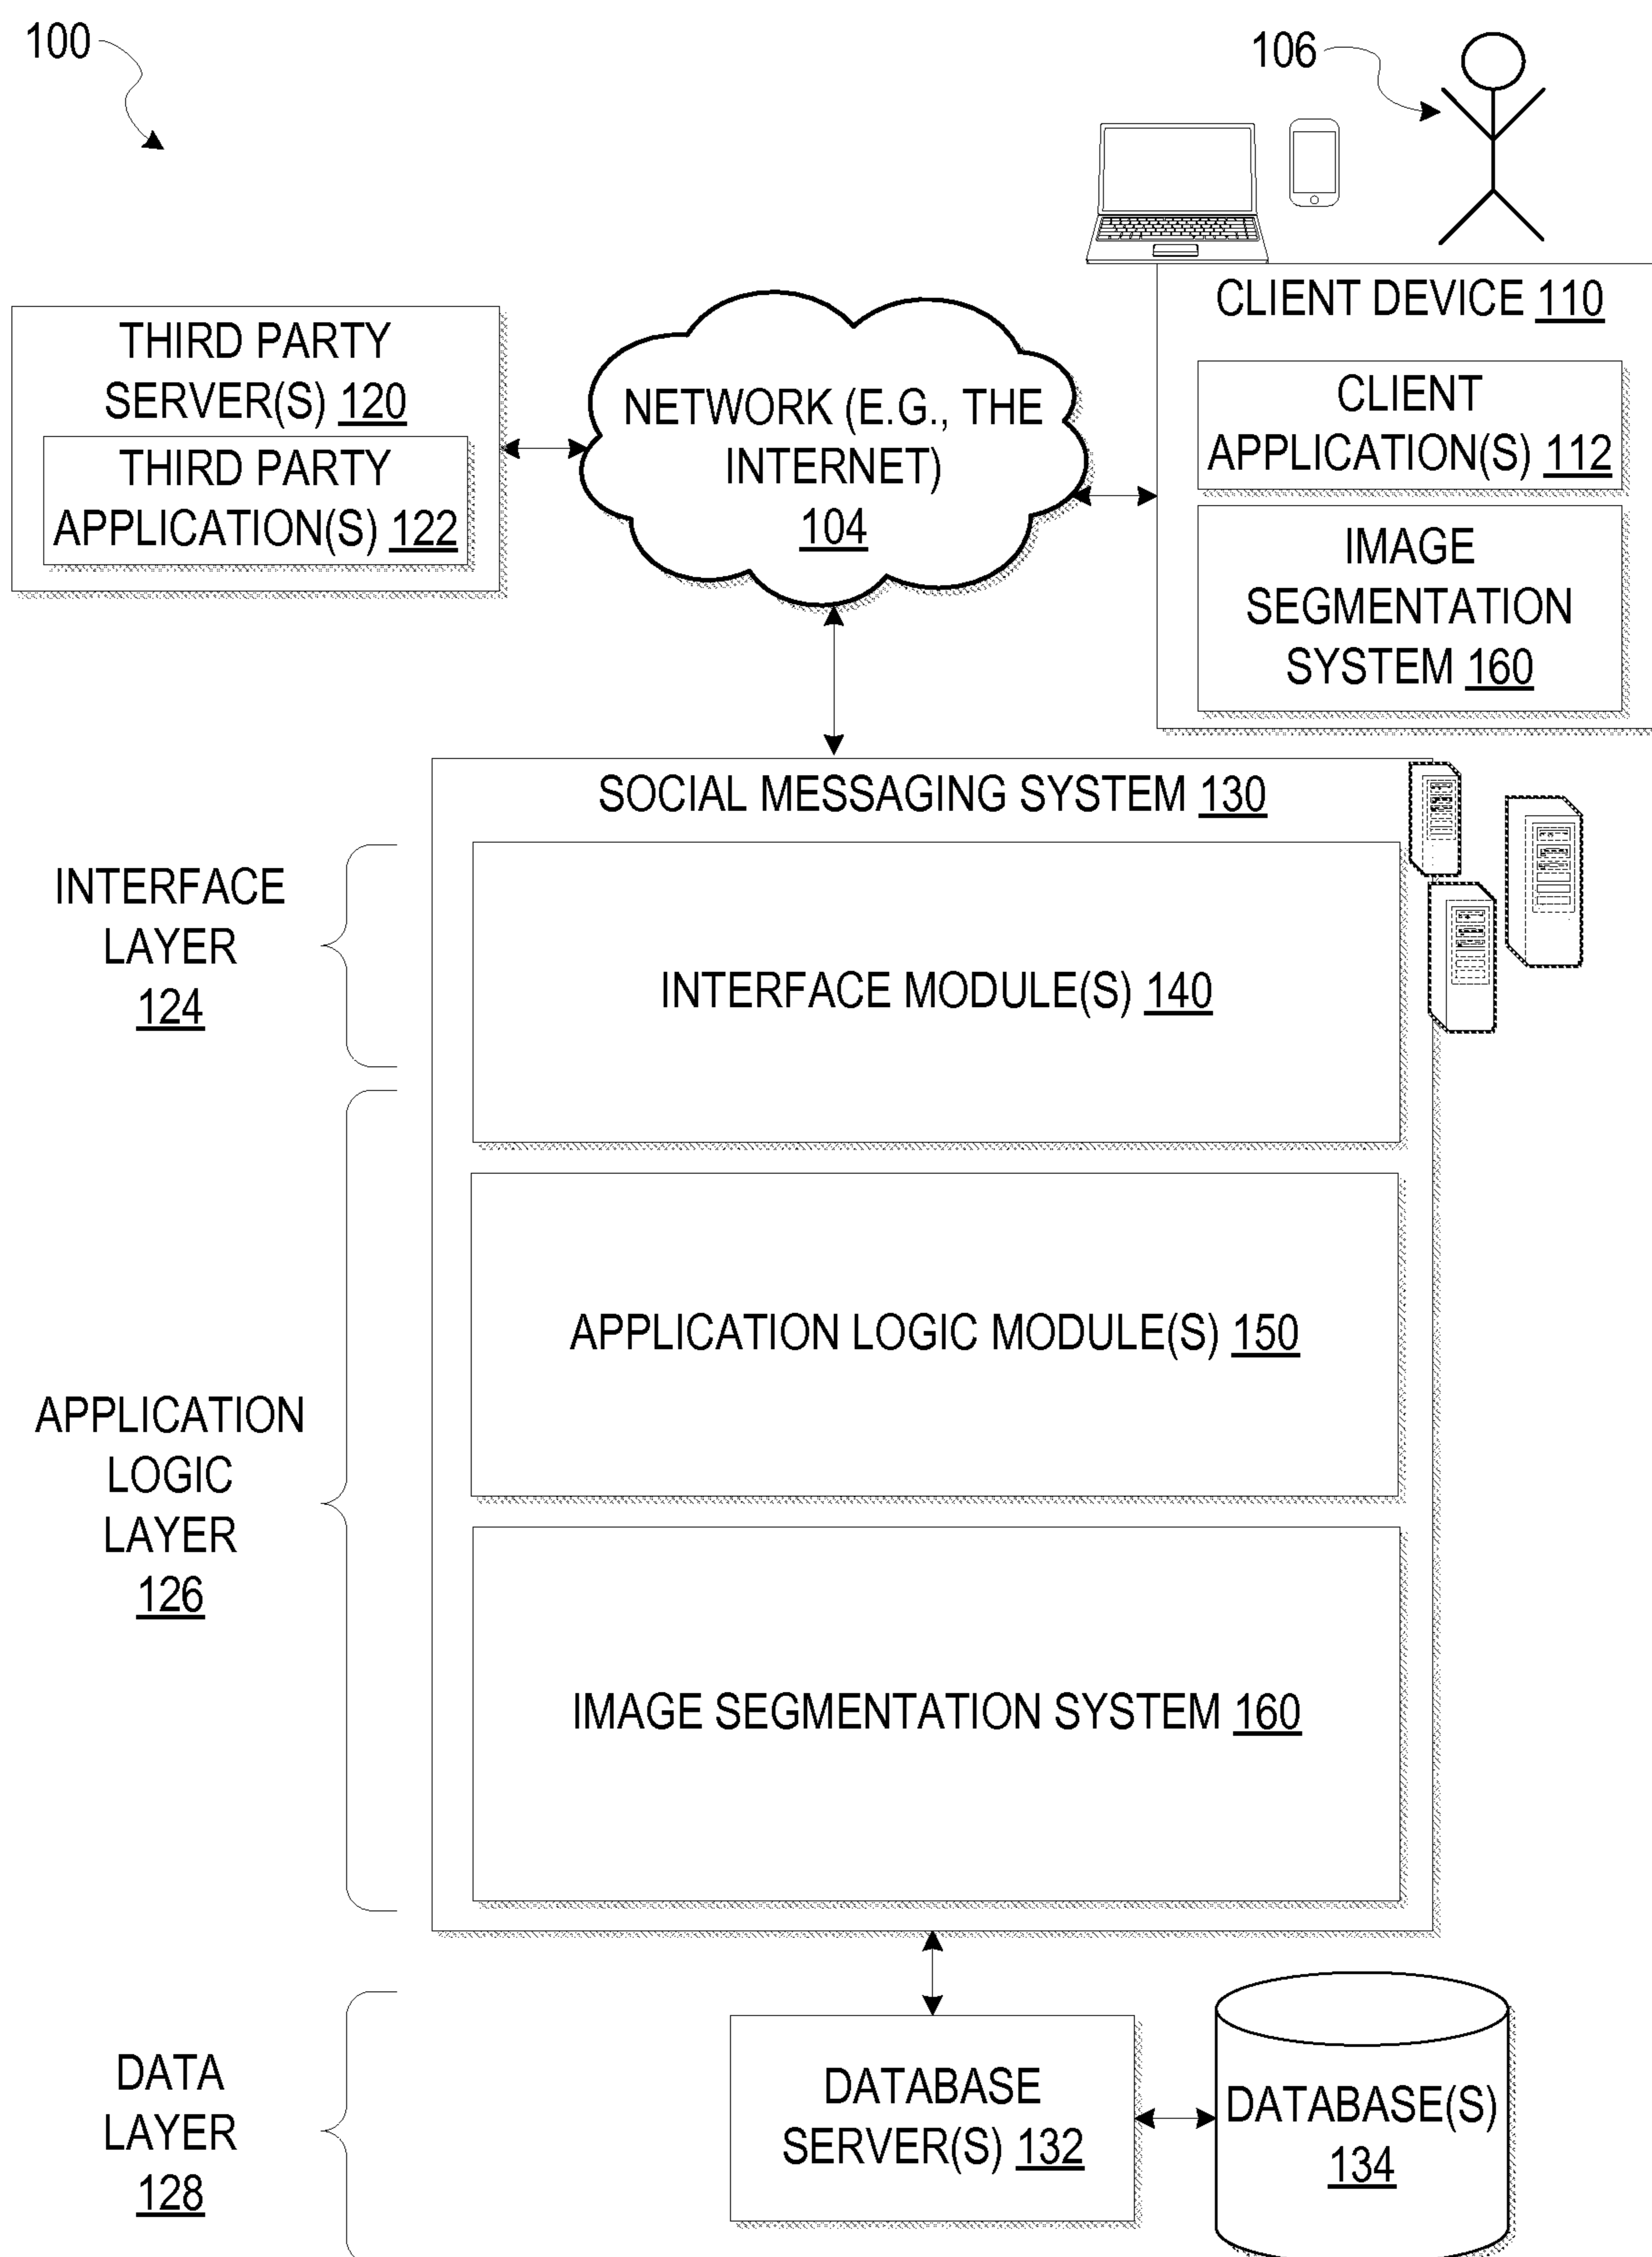 100
106
CLIENT DEVICE 110
THIRD PARTY
SERVER(S) 120
THIRD PARTY
APPLICATION(S) 122
NETWORK (E.G., THE
INTERNET)
104
CLIENT
APPLICATION(S) 112
IMAGE
SEGMENTATION
SYSTEM 160
SOCIAL MESSAGING SYSTEM 130
INTERFACE
LAYER
124
INTERFACE MODULE(S) 140
APPLICATION LOGIC MODULE(S) 150
APPLICATION
LOGIC
LAYER
126
IMAGE SEGMENTATION SYSTEM 160
DATA
LAYER
128
DATABASE
SERVER(S) 132
DATABASE(S)
134